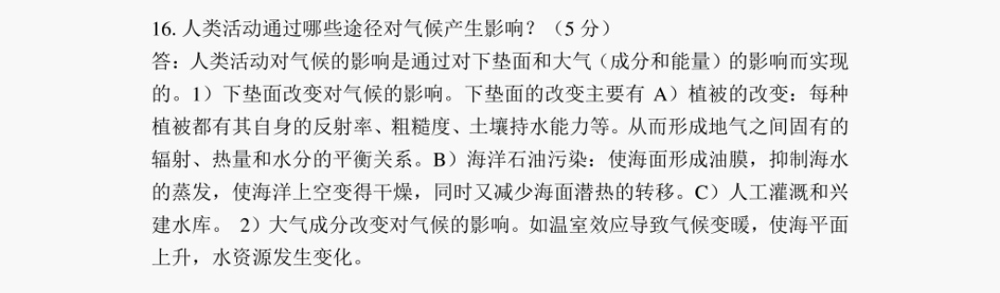 16. 人类活动通过哪些途径对气候产生影响？（5 分）
答：人类活动对气候的影响是通过对下垫面和大气（成分和能量）的影响而实现
的。1）下垫面改变对气候的影响。下垫面的改变主要有 A）植被的改变：每种
植被都有其自身的反射率、粗糙度、土壤持水能力等。从而形成地气之间固有的
辐射、热量和水分的平衡关系。B）海洋石油污染：使海面形成油膜，抑制海水
的蒸发，使海洋上空变得干燥，同时又减少海面潜热的转移。C）人工灌溉和兴
建水库。 2）大气成分改变对气候的影响。如温室效应导致气候变暖，使海平面
上升，水资源发生变化。